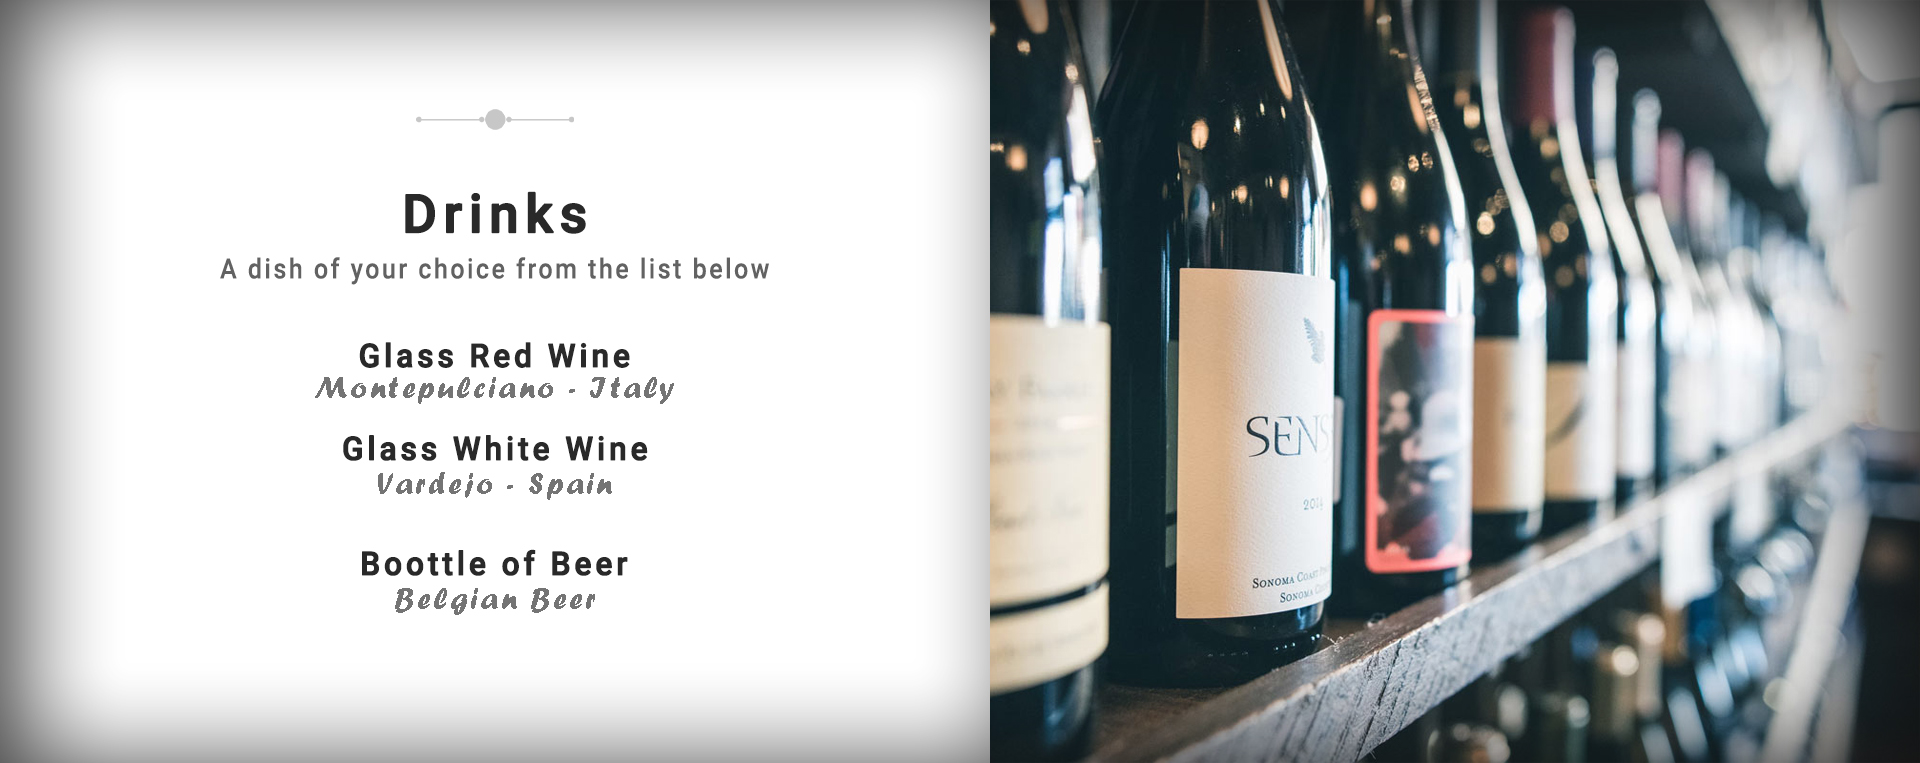 Drinks
A dish of your choice from the list below
Glass Red Wine
Montepulciano - Italy
Glass White Wine
Vardejo - Spain
Boottle of Beer
Belgian Beer
SENS
2014
SONOMA COAST
SONOMA